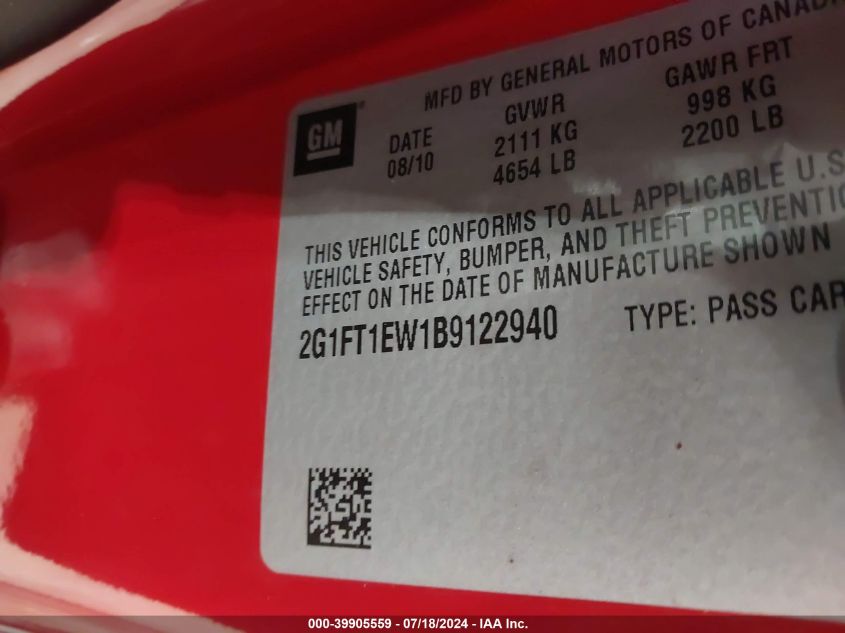 MFD BY GENERAL MOTORS OF CANADA
GM®
DATE GVWR GAWR FRT
08/10 2111 KG 998 KG
4654 LB 2200 LB
THIS VEHICLE CONFORMS TO ALL APPLICABLE U.S
VEHICLE SAFETY, BUMPER, AND THEFT PREVENTIO
EFFECT ON THE DATE OF MANUFACTURE SHOWN
2G1FT1EW1B9122940 TYPE: PASS CAR
000-39905559 - 07/18/2024 - IAA Inc.